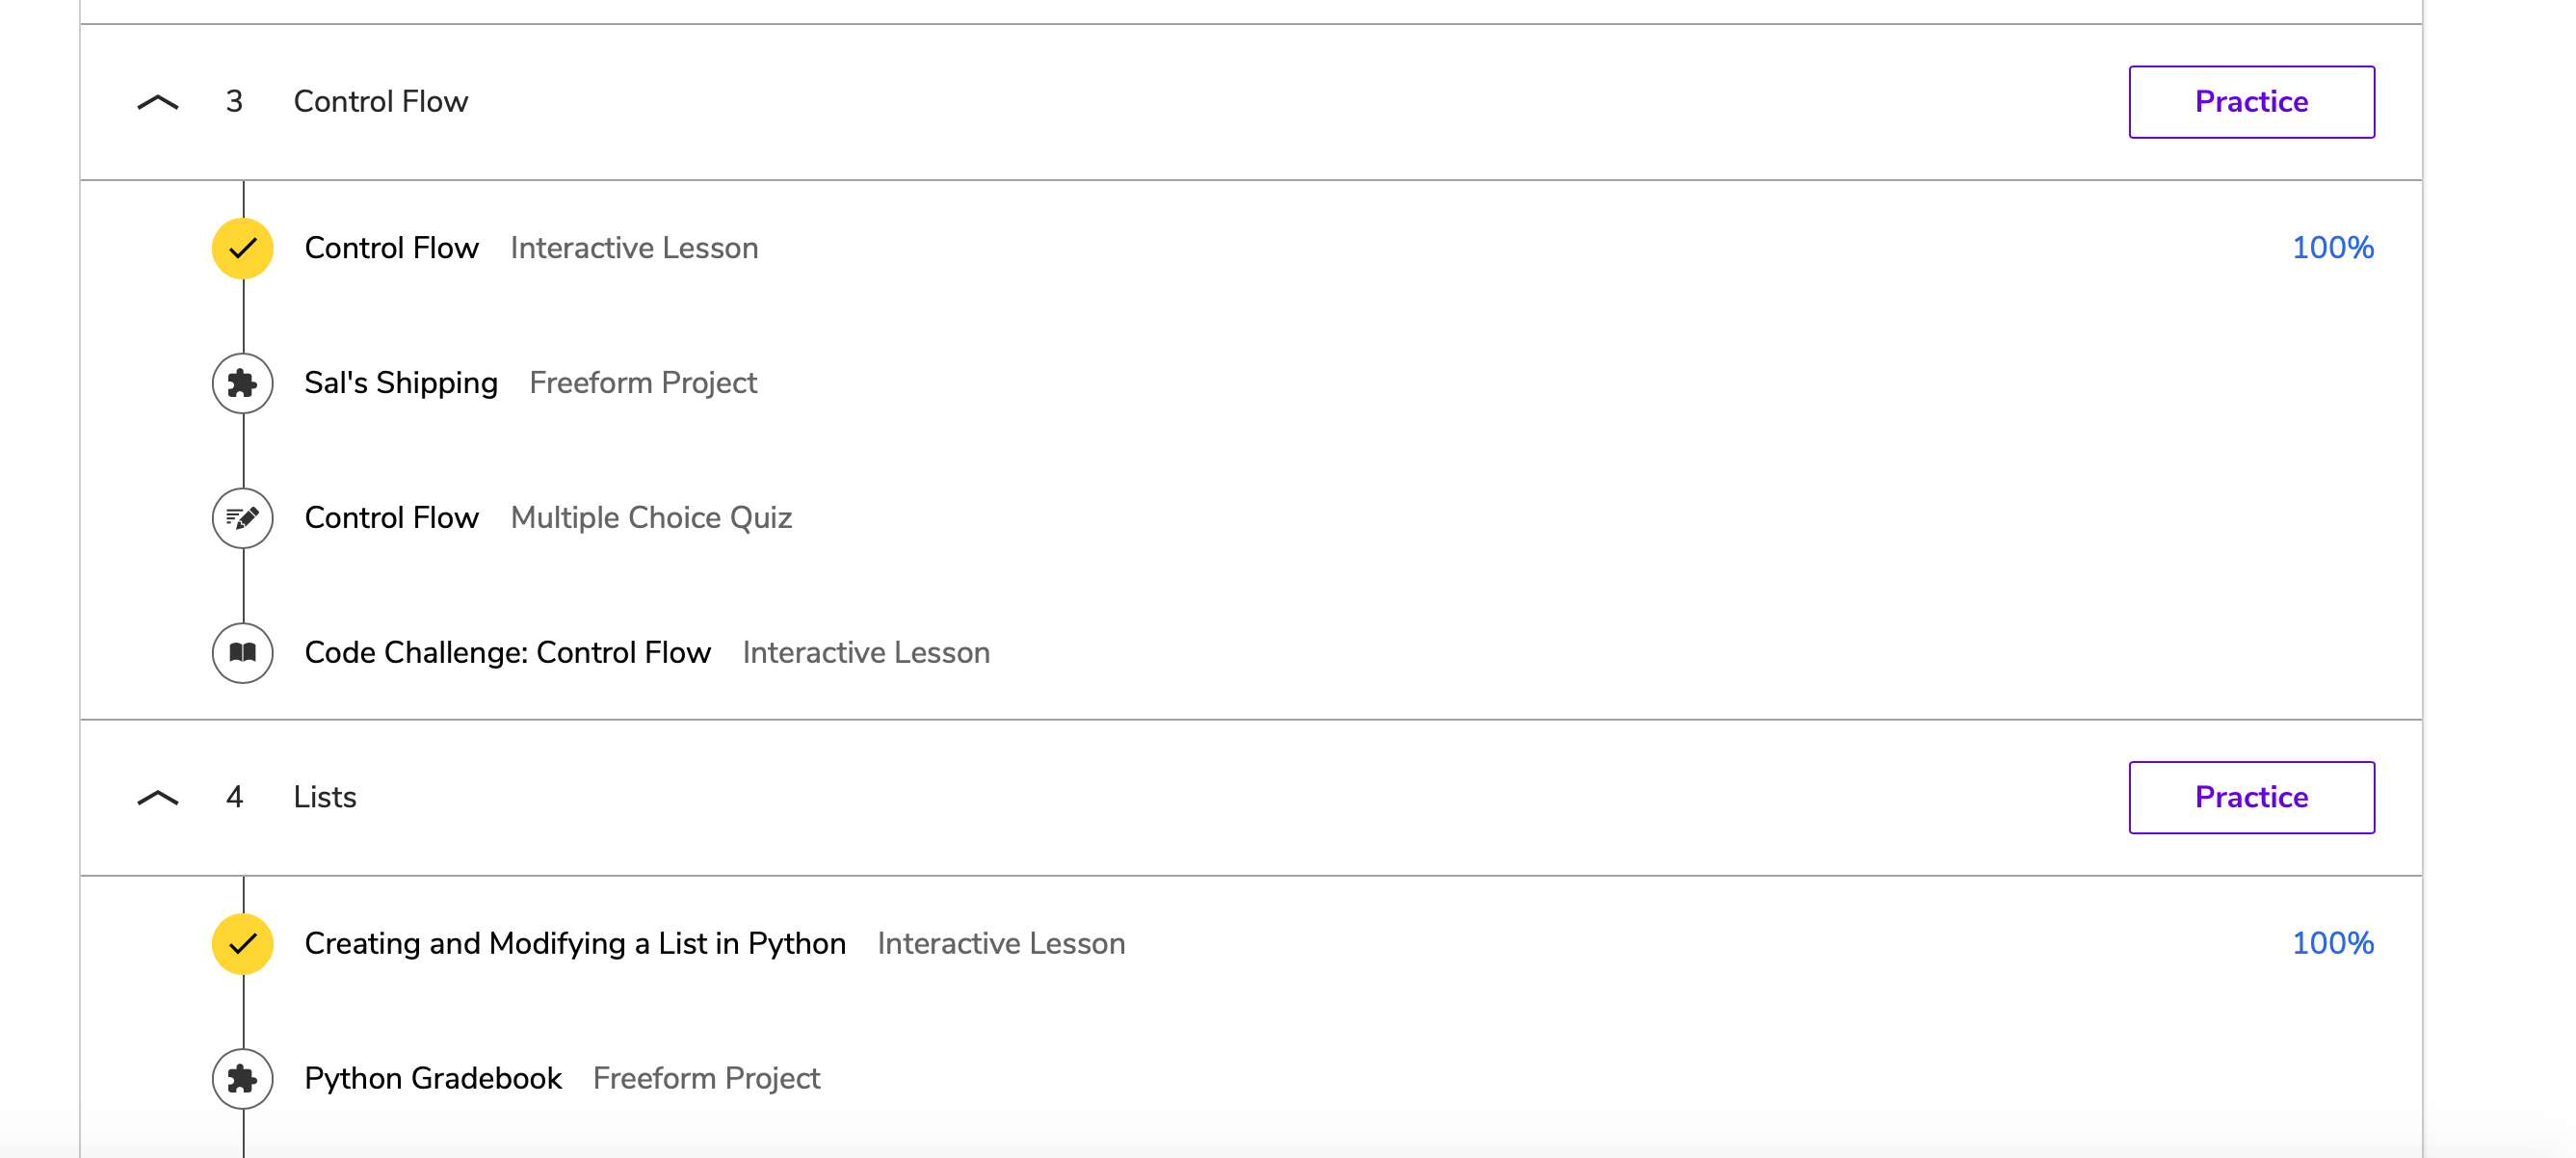 3 Control Flow Practice
Control Flow Interactive Lesson 100%
Sal's Shipping Freeform Project
Control Flow Multiple Choice Quiz
Code Challenge: Control Flow Interactive Lesson
4 Lists Practice
Creating and Modifying a List in Python Interactive Lesson 100%
Python Gradebook Freeform Project